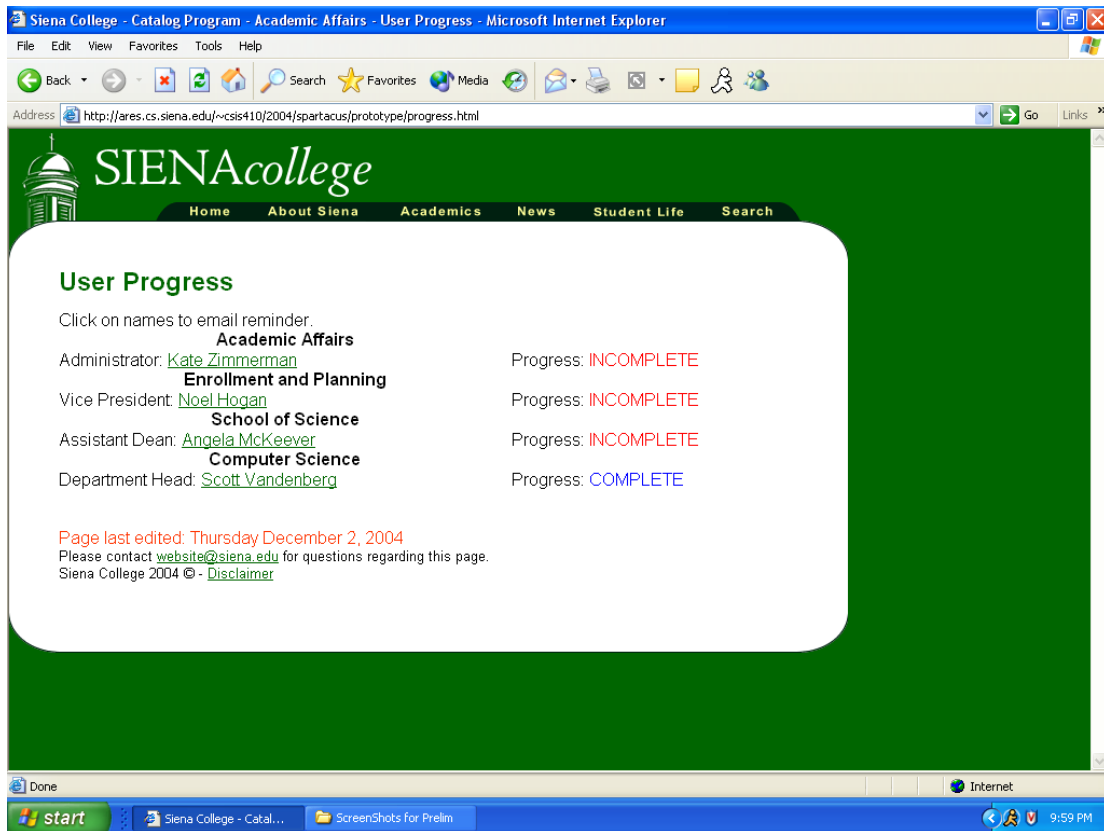 Siena College - Catalog Program - Academic Affairs - User Progress - Microsoft Internet Explorer
File Edit View Favorites Tools Help
Back Search Favorites Media
Address http://ares.cs.siena.edu/~csis410/2004/spartacus/prototype/progress.html Go Links »
SIENAcollege
Home About Siena Academics News Student Life Search
User Progress
Click on names to email reminder.
Academic Affairs
Administrator: Kate Zimmerman Progress: INCOMPLETE
Enrollment and Planning
Vice President: Noel Hogan Progress: INCOMPLETE
School of Science
Assistant Dean: Angela McKeever Progress: INCOMPLETE
Computer Science
Department Head: Scott Vandenberg Progress: COMPLETE
Page last edited: Thursday December 2, 2004
Please contact website@siena.edu for questions regarding this page.
Siena College 2004 © - Disclaimer
Done Internet
start Siena College - Catal... ScreenShots for Prelim 9:59 PM